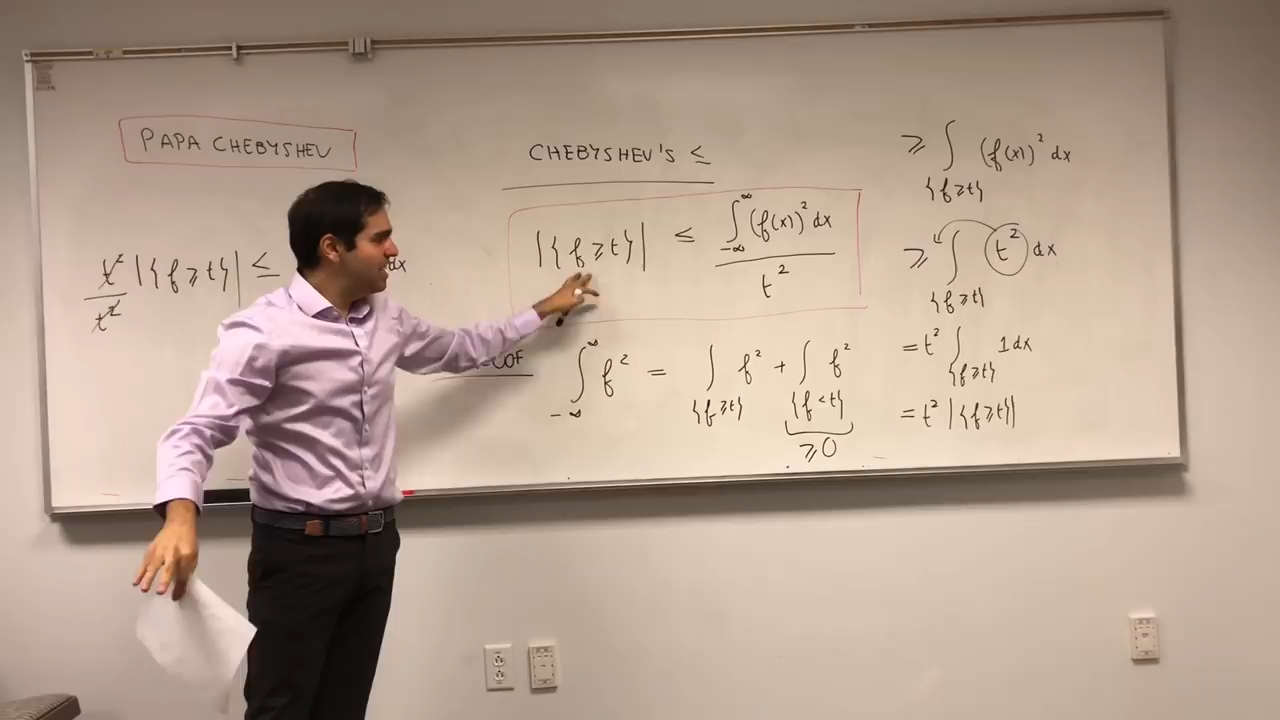 PAPA CHEBYSHEV
t² / t² |{f ≥ t}| ≤ dx
CHEBYSHEV'S ≤
|{f ≥ t}| ≤ ∫_{-∞}^{∞} (f(x))² dx / t²
∫_{-∞}^{∞} f² = ∫_{{f ≥ t}} f² + ∫_{{f < t}} f²
≥ 0
≥ ∫_{{f ≥ t}} (f(x))² dx
≥ ∫_{{f ≥ t}} t² dx
= t² ∫_{{f ≥ t}} 1 dx
= t² |{f ≥ t}|